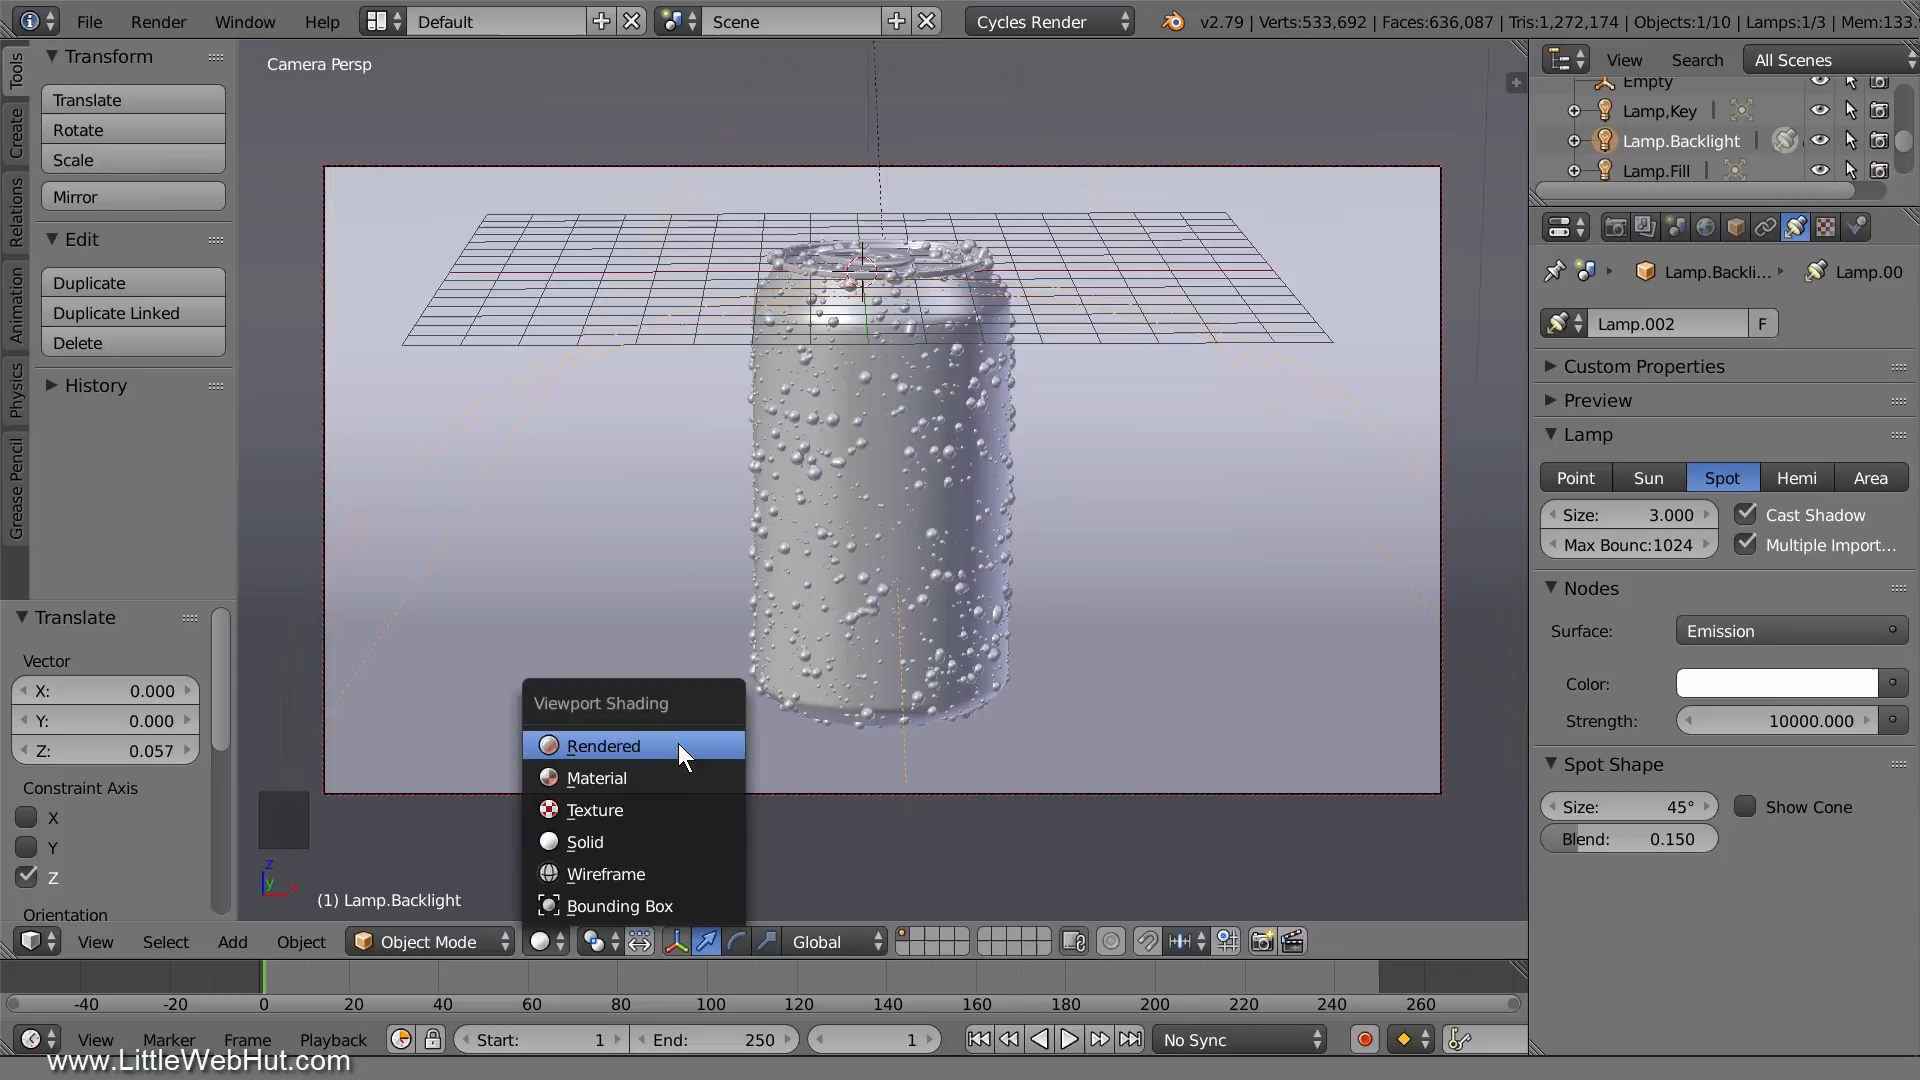 File Render Window Help Default Scene Cycles Render v2.79 | Verts:533,692 | Faces:636,087 | Tris:1,272,174 | Objects:1/10 | Lamps:1/3 | Mem:133.
Tools
Create
Relations
Animation
Physics
Grease Pencil
Transform
Translate
Rotate
Scale
Mirror
Edit
Duplicate
Duplicate Linked
Delete
History
Translate
Vector
X: 0.000
Y: 0.000
Z: 0.057
Constraint Axis
X
Y
Z
Orientation
Camera Persp
Viewport Shading
Rendered
Material
Texture
Solid
Wireframe
Bounding Box
z
y
x
(1) Lamp.Backlight
View Select Add Object Object Mode Global
-40 -20 0 20 40 60 80 100 120 140 160 180 200 220 240 260
View Marker Frame Playback Start: 1 End: 250 1 No Sync
www.LittleWebHut.com
View Search All Scenes
Empty
Lamp,Key
Lamp.Backlight
Lamp.Fill
Lamp.Backli... Lamp.00
Lamp.002 F
Custom Properties
Preview
Lamp
Point Sun Spot Hemi Area
Size: 3.000 Cast Shadow
Max Bounc:1024 Multiple Import...
Nodes
Surface: Emission
Color:
Strength: 10000.000
Spot Shape
Size: 45° Show Cone
Blend: 0.150